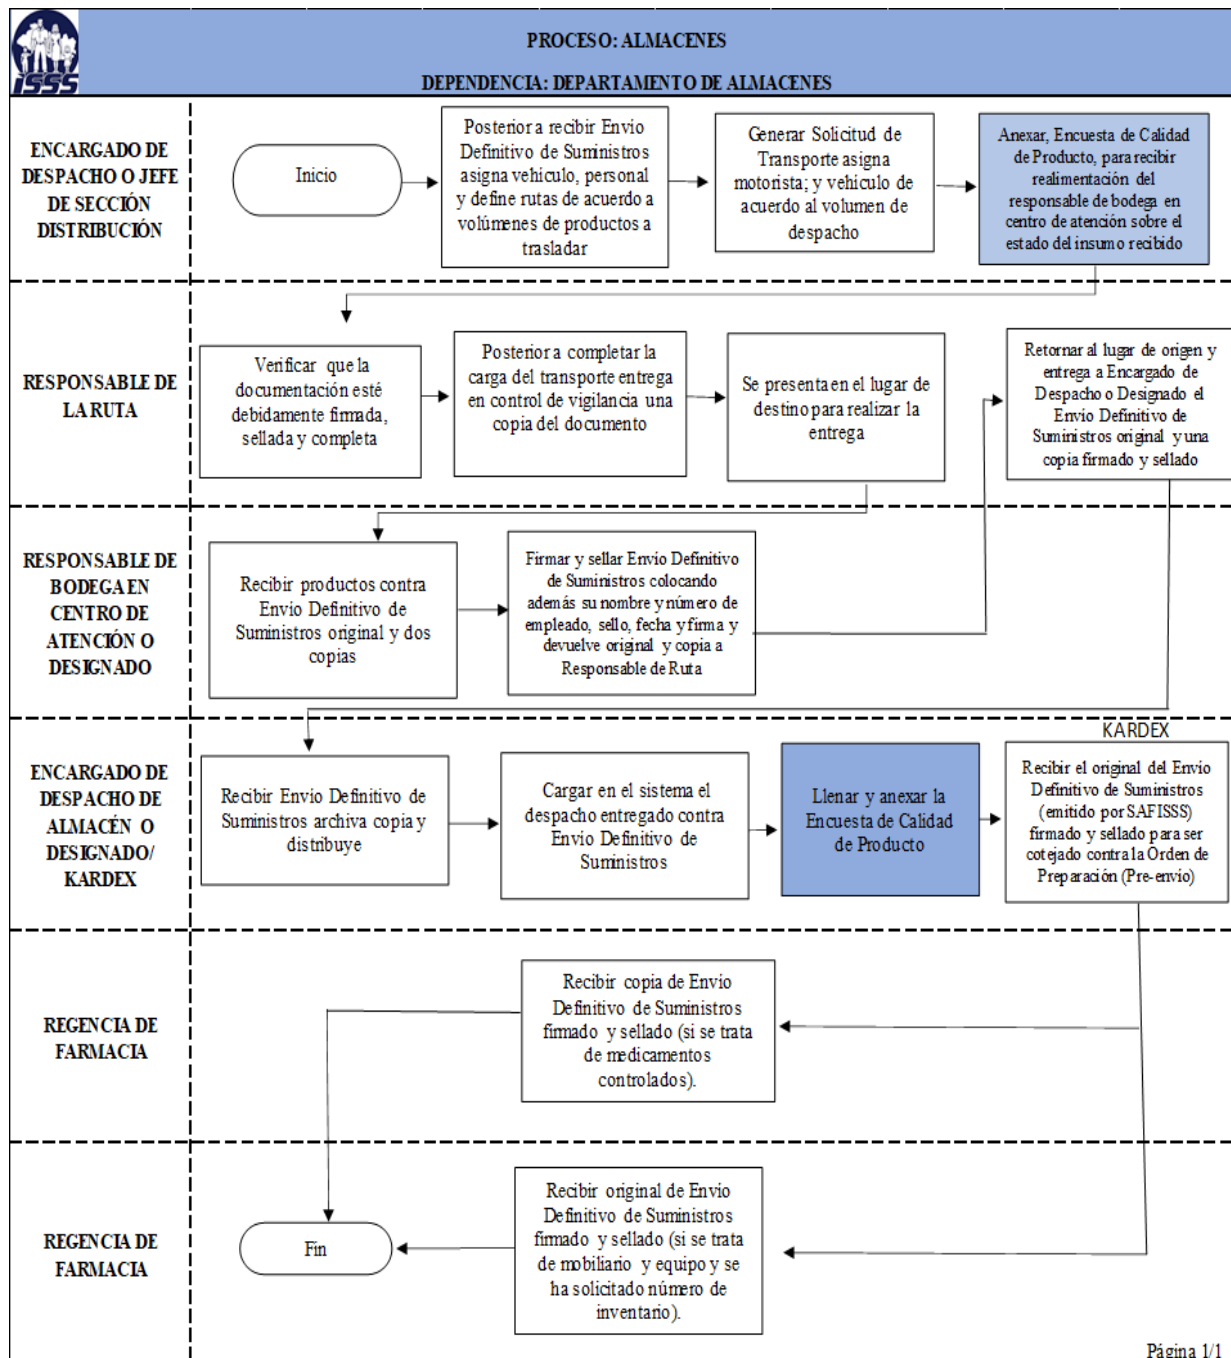 ISSS
PROCESO: ALMACENES
DEPENDENCIA: DEPARTAMENTO DE ALMACENES
ENCARGADO DE
DESPACHO O JEFE
DE SECCIÓN
DISTRIBUCIÓN
Inicio
Posterior a recibir Envío
Definitivo de Suministros
asigna vehículo, personal
y define rutas de acuerdo a
volúmenes de productos a
trasladar
Generar Solicitud de
Transporte asigna
motorista; y vehículo de
acuerdo al volumen de
despacho
Anexar, Encuesta de Calidad
de Producto, para recibir
realimentación del
responsable de bodega en
centro de atención sobre el
estado del insumo recibido
RESPONSABLE DE
LA RUTA
Verificar que la
documentación esté
debidamente firmada,
sellada y completa
Posterior a completar la
carga del transporte entrega
en control de vigilancia una
copia del documento
Se presenta en el lugar de
destino para realizar la
entrega
Retornar al lugar de origen y
entrega a Encargado de
Despacho o Designado el
Envío Definitivo de
Suministros original y una
copia firmado y sellado
RESPONSABLE DE
BODEGA EN
CENTRO DE
ATENCIÓN O
DESIGNADO
Recibir productos contra
Envío Definitivo de
Suministros original y dos
copias
Firmar y sellar Envío Definitivo
de Suministros colocando
además su nombre y número de
empleado, sello, fecha y firma y
devuelve original y copia a
Responsable de Ruta
ENCARGADO DE
DESPACHO DE
ALMACÉN O
DESIGNADO/
KARDEX
Recibir Envío Definitivo de
Suministros archiva copia y
distribuye
Cargar en el sistema el
despacho entregado contra
Envío Definitivo de
Suministros
Llenar y anexar la
Encuesta de Calidad
de Producto
KARDEX
Recibir el original del Envío
Definitivo de Suministros
(emitido por SAFISSS)
firmado y sellado para ser
cotejado contra la Orden de
Preparación (Pre-envío)
REGENCIA DE
FARMACIA
Recibir copia de Envío
Definitivo de Suministros
firmado y sellado (si se trata
de medicamentos
controlados).
REGENCIA DE
FARMACIA
Fin
Recibir original de Envío
Definitivo de Suministros
firmado y sellado (si se trata
de mobiliario y equipo y se
ha solicitado número de
inventario).
Página 1/1